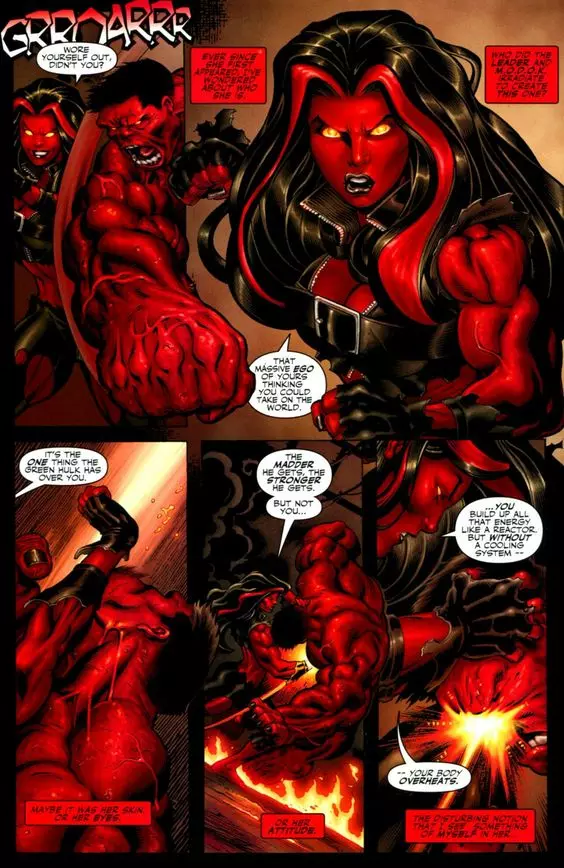 GRROARRR
WORE
YOURSELF OUT,
DIDN'T YOU?
EVER SINCE
SHE FIRST
APPEARED, I'VE
WONDERED
ABOUT WHO
SHE IS.
WHO DID THE
LEADER AND
M.O.D.O.K.
IRRADIATE
TO CREATE
THIS ONE?
THAT
MASSIVE EGO
OF YOURS
THINKING
YOU COULD
TAKE ON THE
WORLD.
IT'S THE
ONE THING THE
GREEN HULK HAS
OVER YOU.
MAYBE IT WAS HER SKIN.
OR HER EYES.
THE
MADDER
HE GETS, THE
STRONGER
HE GETS.
BUT NOT
YOU...
OR HER
ATTITUDE.
...YOU
BUILD UP ALL
THAT ENERGY
LIKE A REACTOR.
BUT WITHOUT
A COOLING
SYSTEM --
-- YOUR BODY
OVERHEATS.
THE DISTURBING NOTION
THAT I SEE SOMETHING
OF MYSELF IN HER.